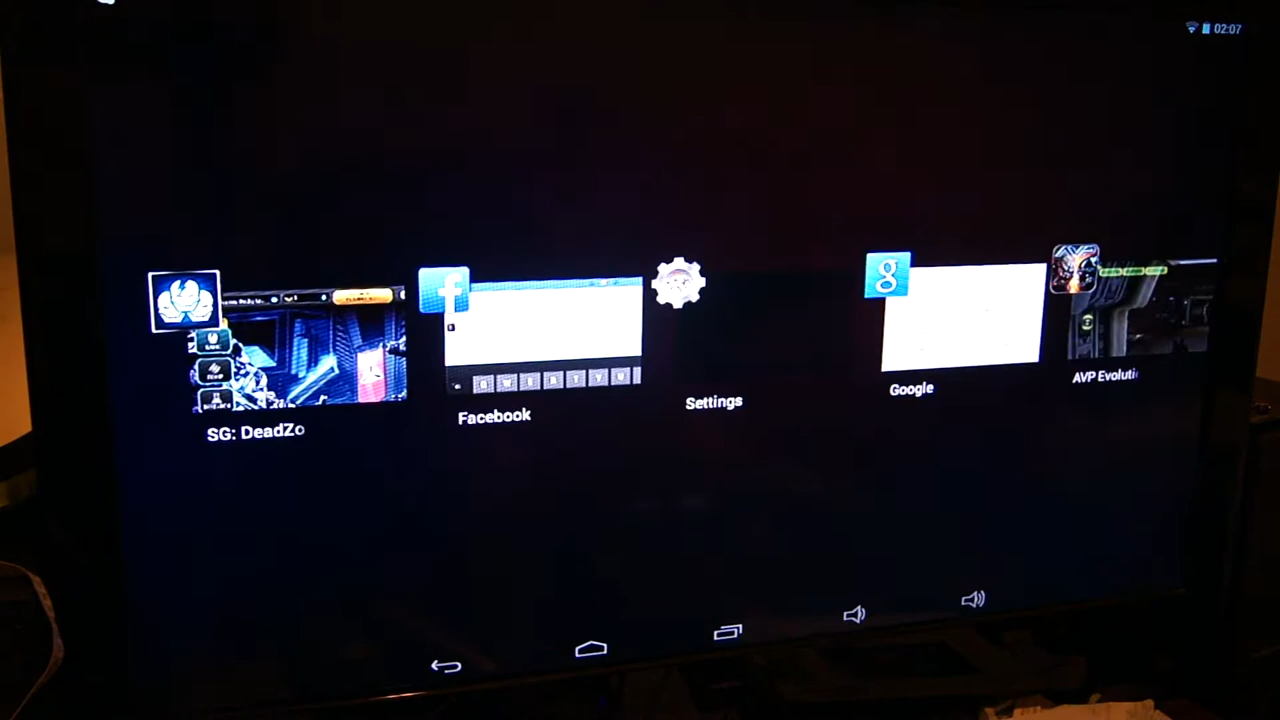 02:07
SG: DeadZo
Facebook
Settings
Google
AVP Evoluti
Q W E R T Y U